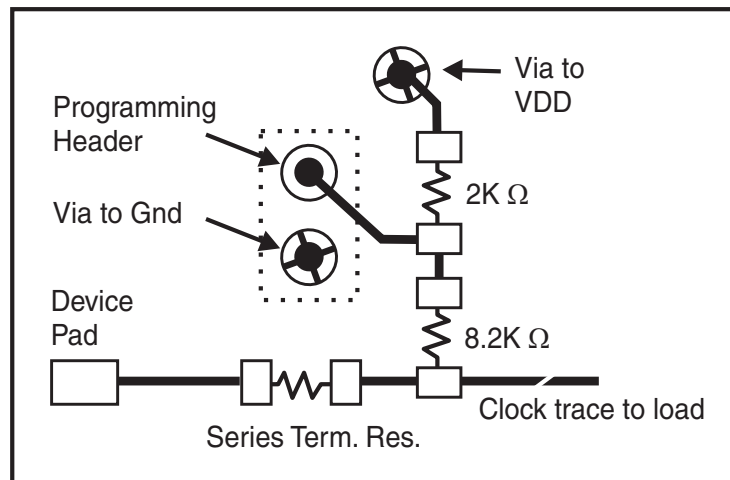 Via to
VDD
Programming
Header
2K Ω
Via to Gnd
Device
Pad
8.2K Ω
Clock trace to load
Series Term. Res.